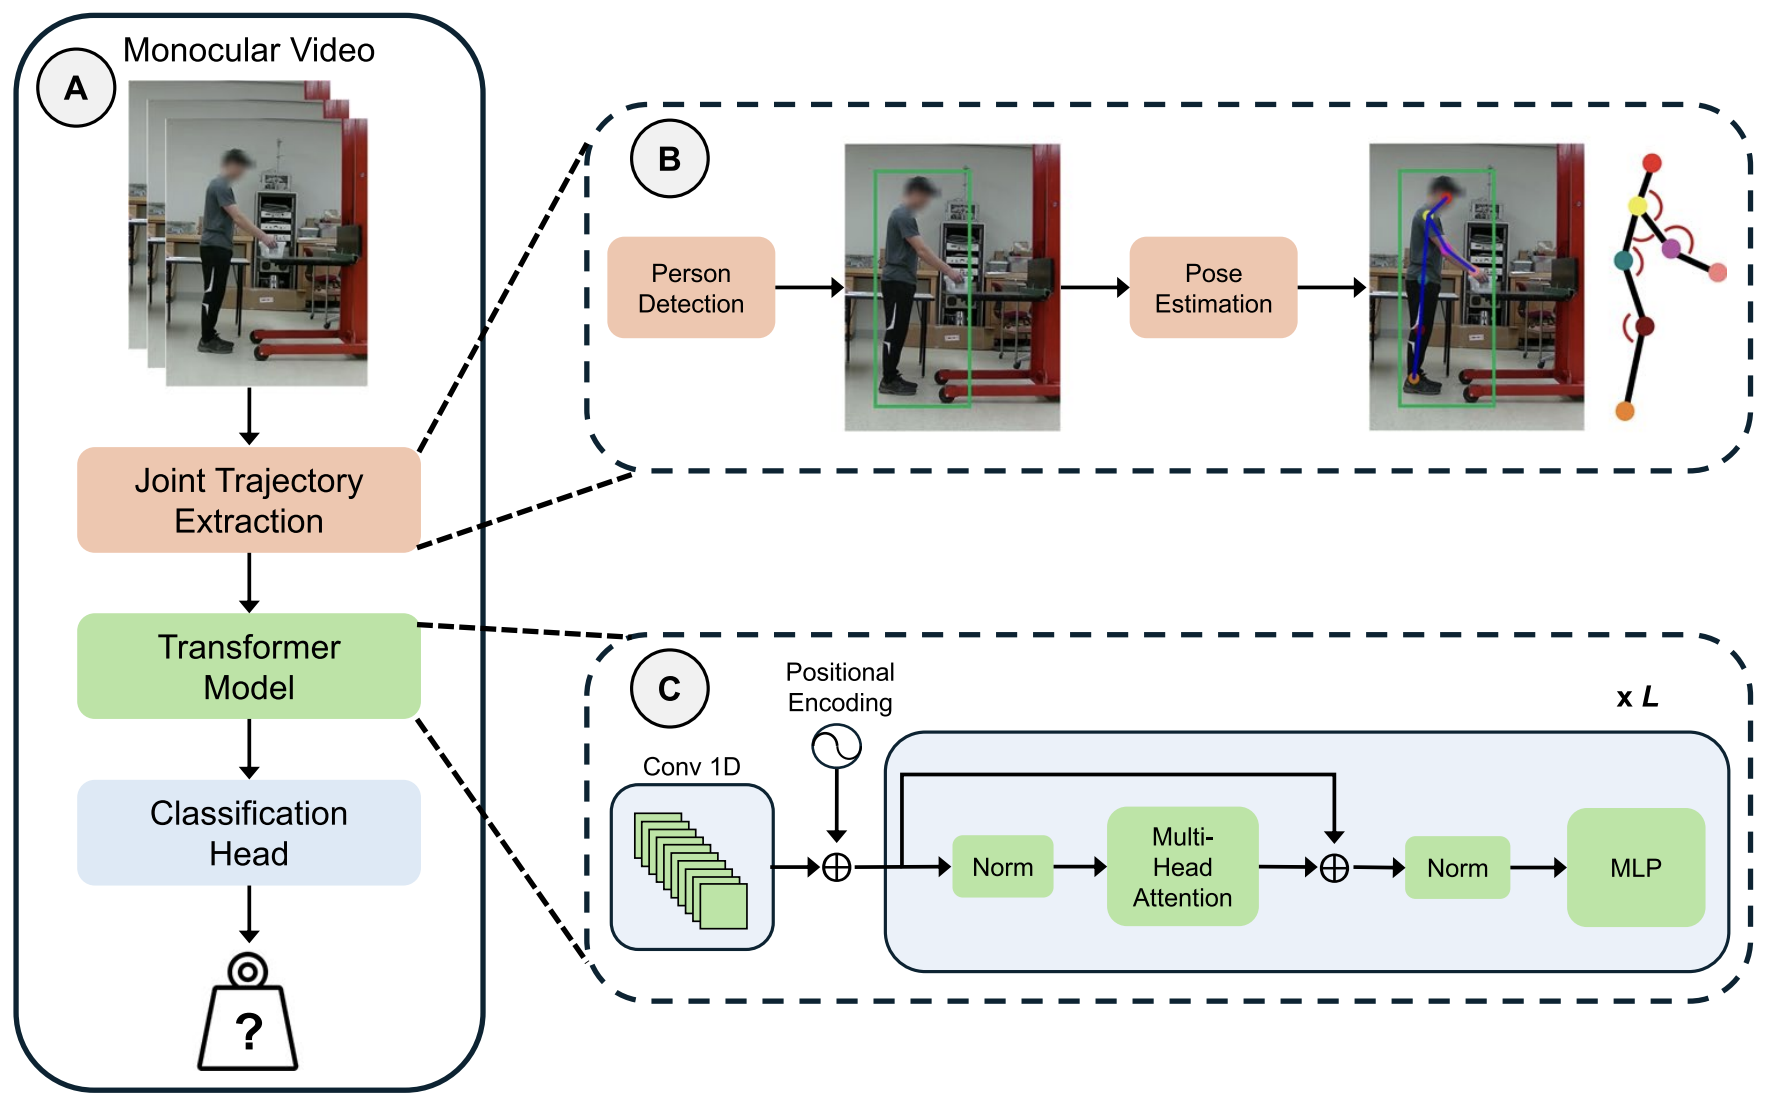 A
Monocular Video
Joint Trajectory
Extraction
Transformer
Model
Classification
Head
?
B
Person
Detection
Pose
Estimation
C
Positional
Encoding
x L
Conv 1D
Norm
Multi-
Head
Attention
Norm
MLP